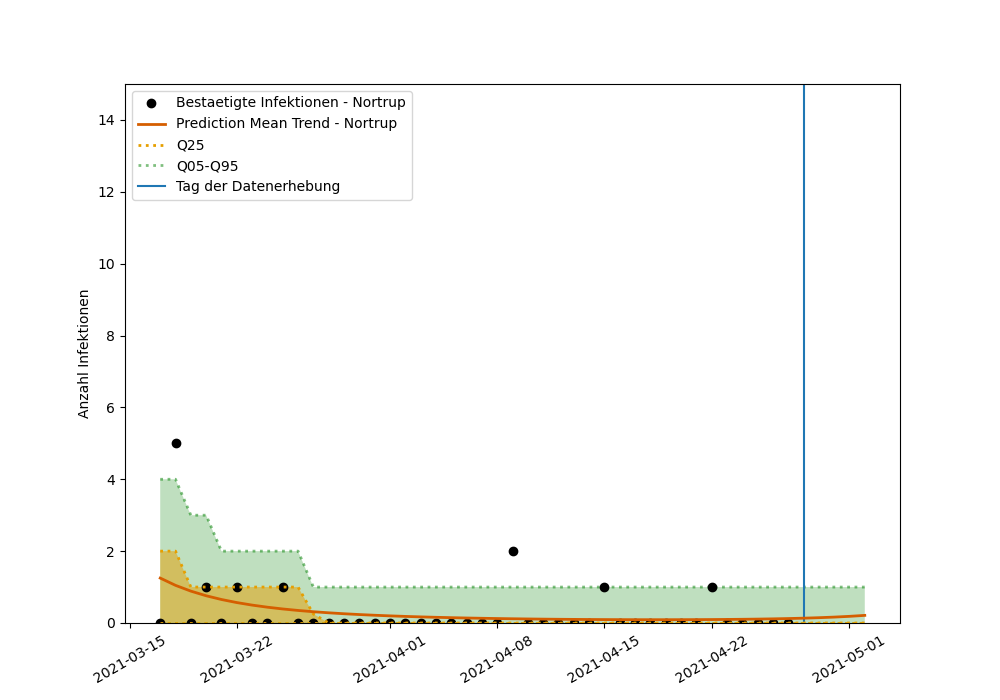 Bestaetigte Infektionen - Nortrup
Prediction Mean Trend - Nortrup
Q25
Q05-Q95
Tag der Datenerhebung
Anzahl Infektionen
14
12
10
8
6
4
2
0
2021-03-15
2021-03-22
2021-04-01
2021-04-08
2021-04-15
2021-04-22
2021-05-01